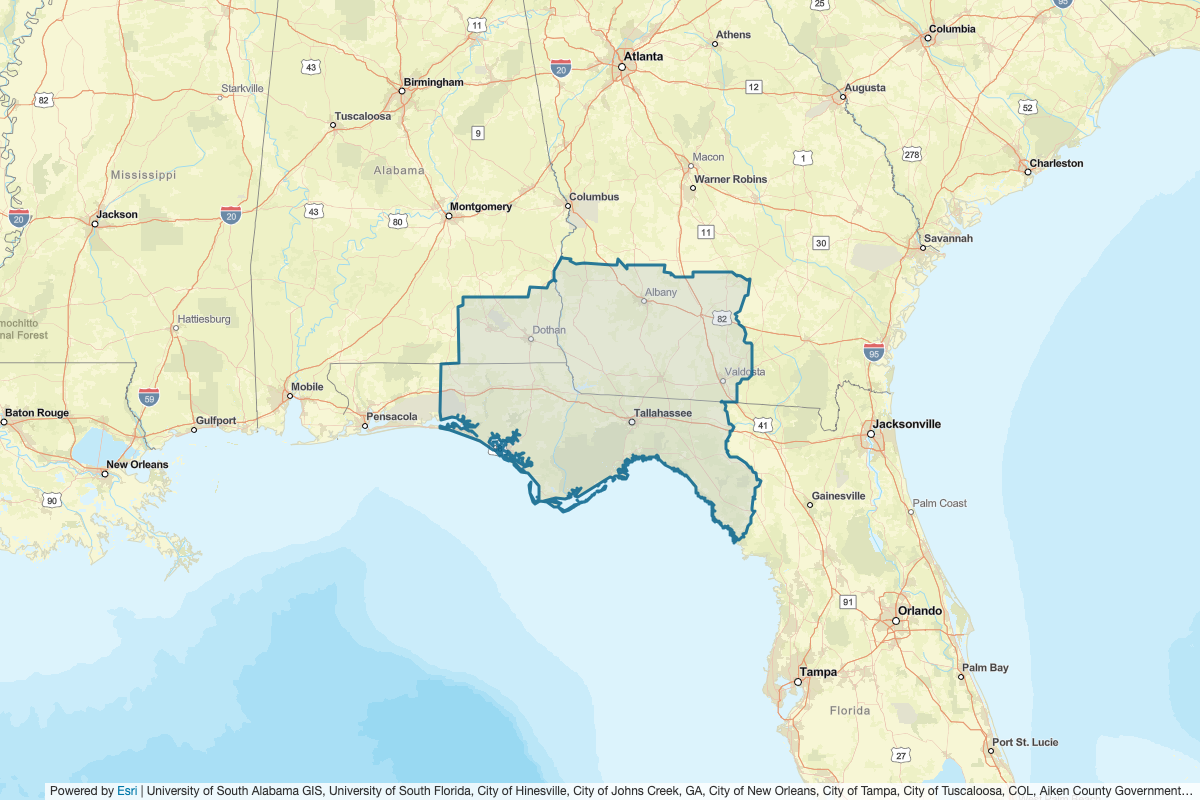 25
95
Columbia
11
Athens
Atlanta
43
20
Birmingham
82
Starkville
12
Augusta
52
Tuscaloosa
9
1
278
Macon
Charleston
Mississippi
Alabama
Warner Robins
Columbus
Montgomery
20
Jackson
20
43
80
11
30
Savannah
Albany
Hattiesburg
82
mochitto
nal Forest
Dothan
95
Valdosta
Mobile
59
Baton Rouge
Gulfport
Pensacola
Tallahassee
41
Jacksonville
New Orleans
90
Gainesville
Palm Coast
91
Orlando
Tampa
Palm Bay
Florida
Port St. Lucie
27
Powered by Esri | University of South Alabama GIS, University of South Florida, City of Hinesville, City of Johns Creek, GA, City of New Orleans, City of Tampa, City of Tuscaloosa, COL, Aiken County Government…